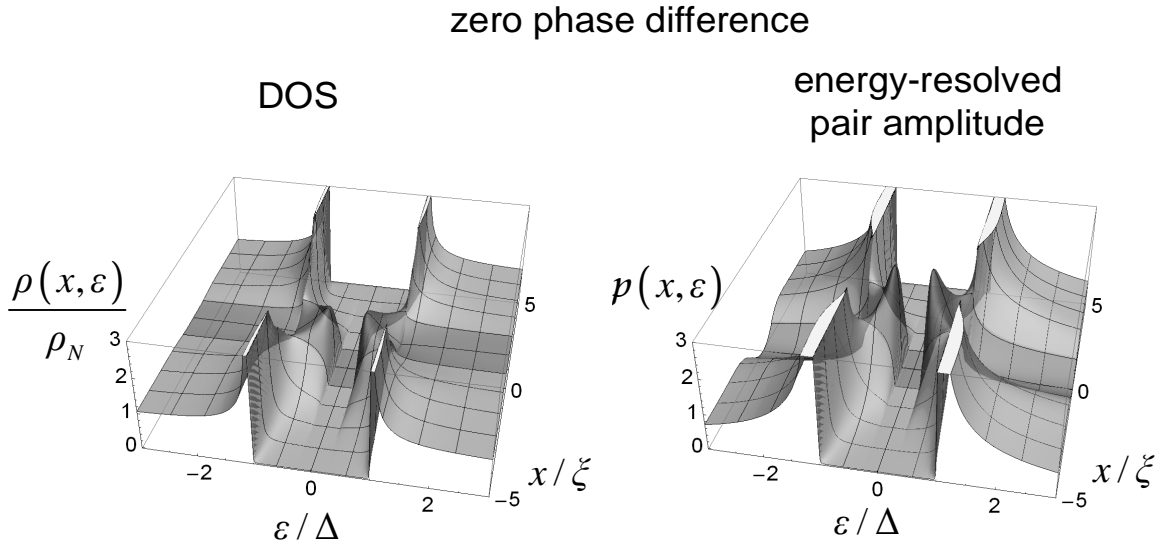 zero phase difference
DOS
energy-resolved
pair amplitude
ρ(x,ε)
ρN
3
2
1
0
−2
0
2
−5
0
5
ε/Δ
x/ξ
p(x,ε)
3
2
1
0
−2
0
2
−5
0
5
ε/Δ
x/ξ